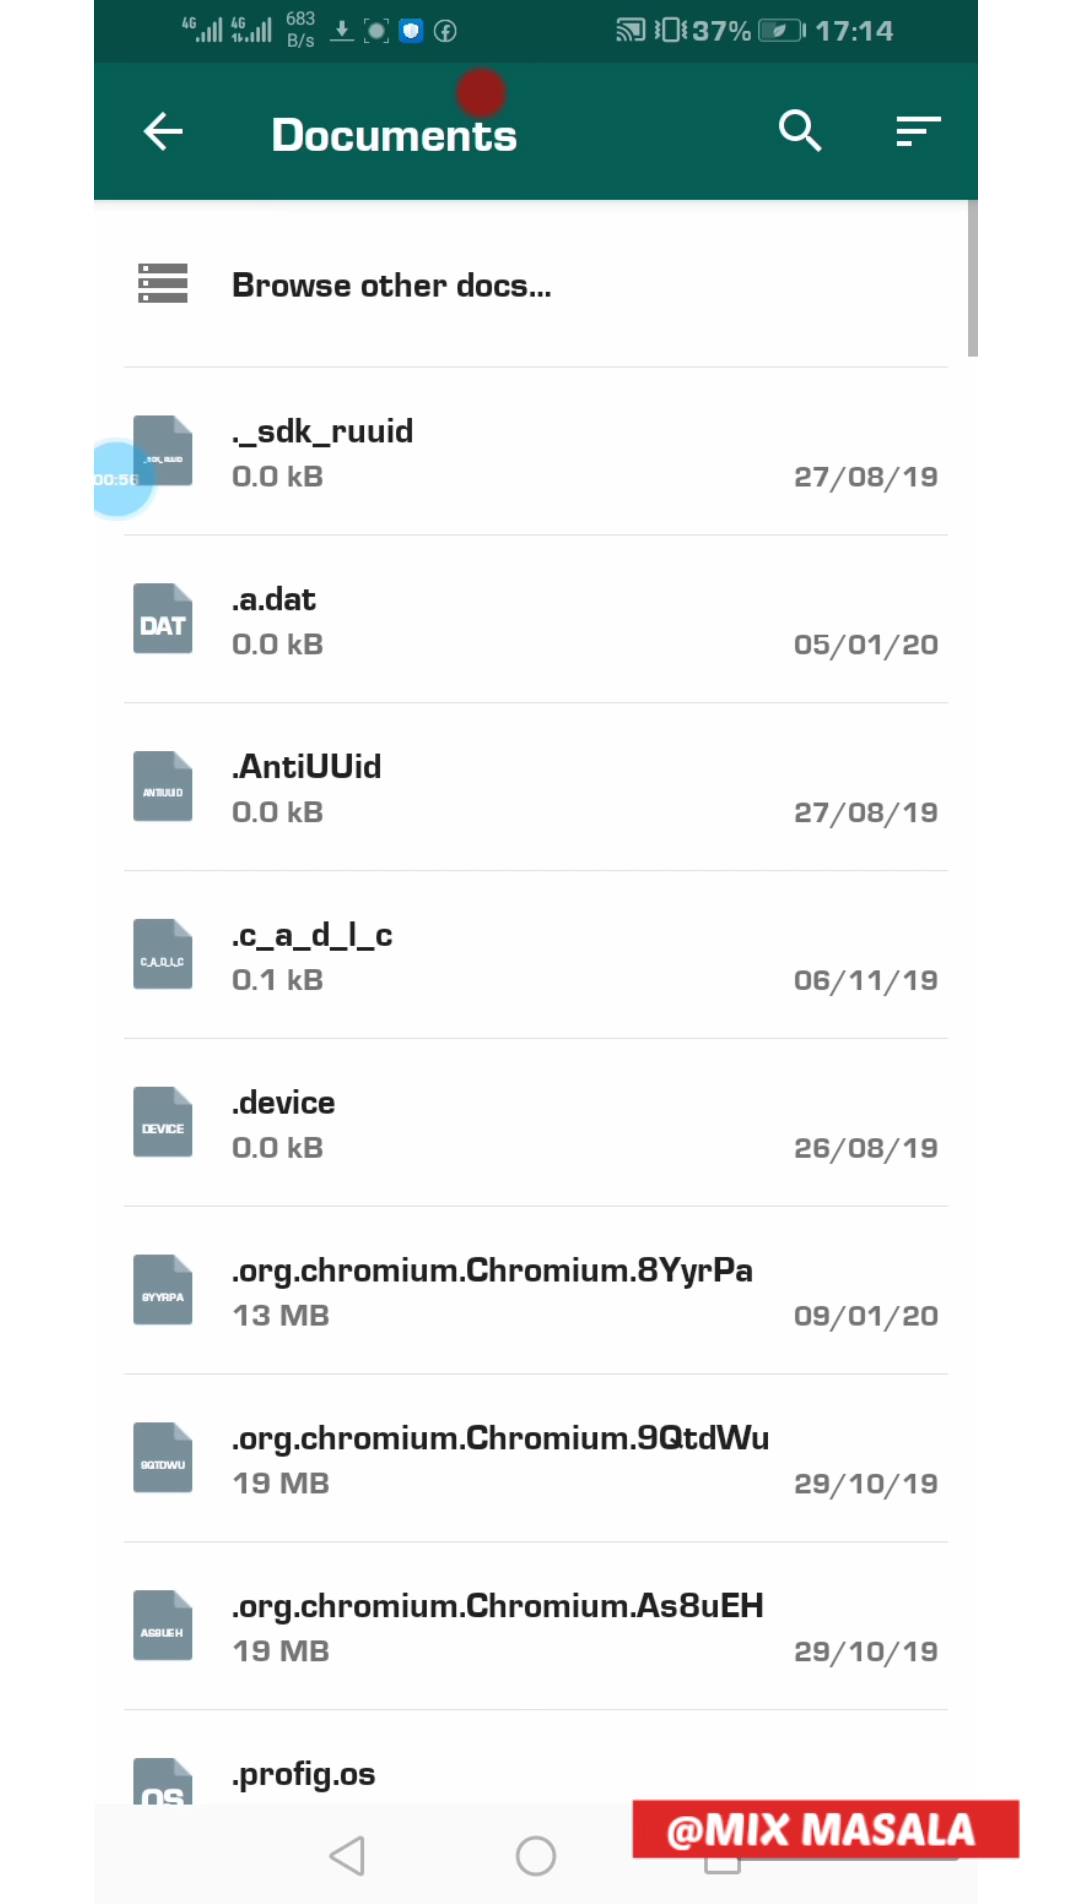 4G 4G 683 B/s 37% 17:14
Documents
Browse other docs...
._sdk_ruuid
_SDK_RUUID
0.0 kB 27/08/19
00:56
.a.dat
DAT
0.0 kB 05/01/20
.AntiUUid
ANTIUUID
0.0 kB 27/08/19
.c_a_d_l_c
C_A_D_L_C
0.1 kB 06/11/19
.device
DEVICE
0.0 kB 26/08/19
.org.chromium.Chromium.8YyrPa
8YYRPA
13 MB 09/01/20
.org.chromium.Chromium.9QtdWu
9QTDWU
19 MB 29/10/19
.org.chromium.Chromium.As8uEH
AS8UEH
19 MB 29/10/19
.profig.os
OS
@MIX MASALA